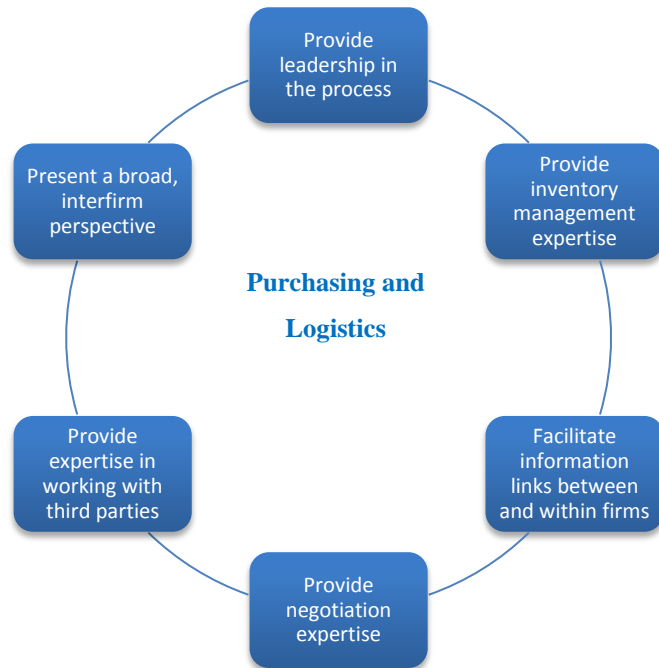 Provide
leadership in
the process
Provide
inventory
management
expertise
Facilitate
information
links between
and within firms
Provide
negotiation
expertise
Provide
expertise in
working with
third parties
Present a broad,
interfirm
perspective
Purchasing and
Logistics